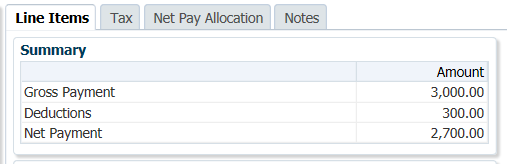 Line Items Tax Net Pay Allocation Notes
Summary
Amount
Gross Payment 3,000.00
Deductions 300.00
Net Payment 2,700.00